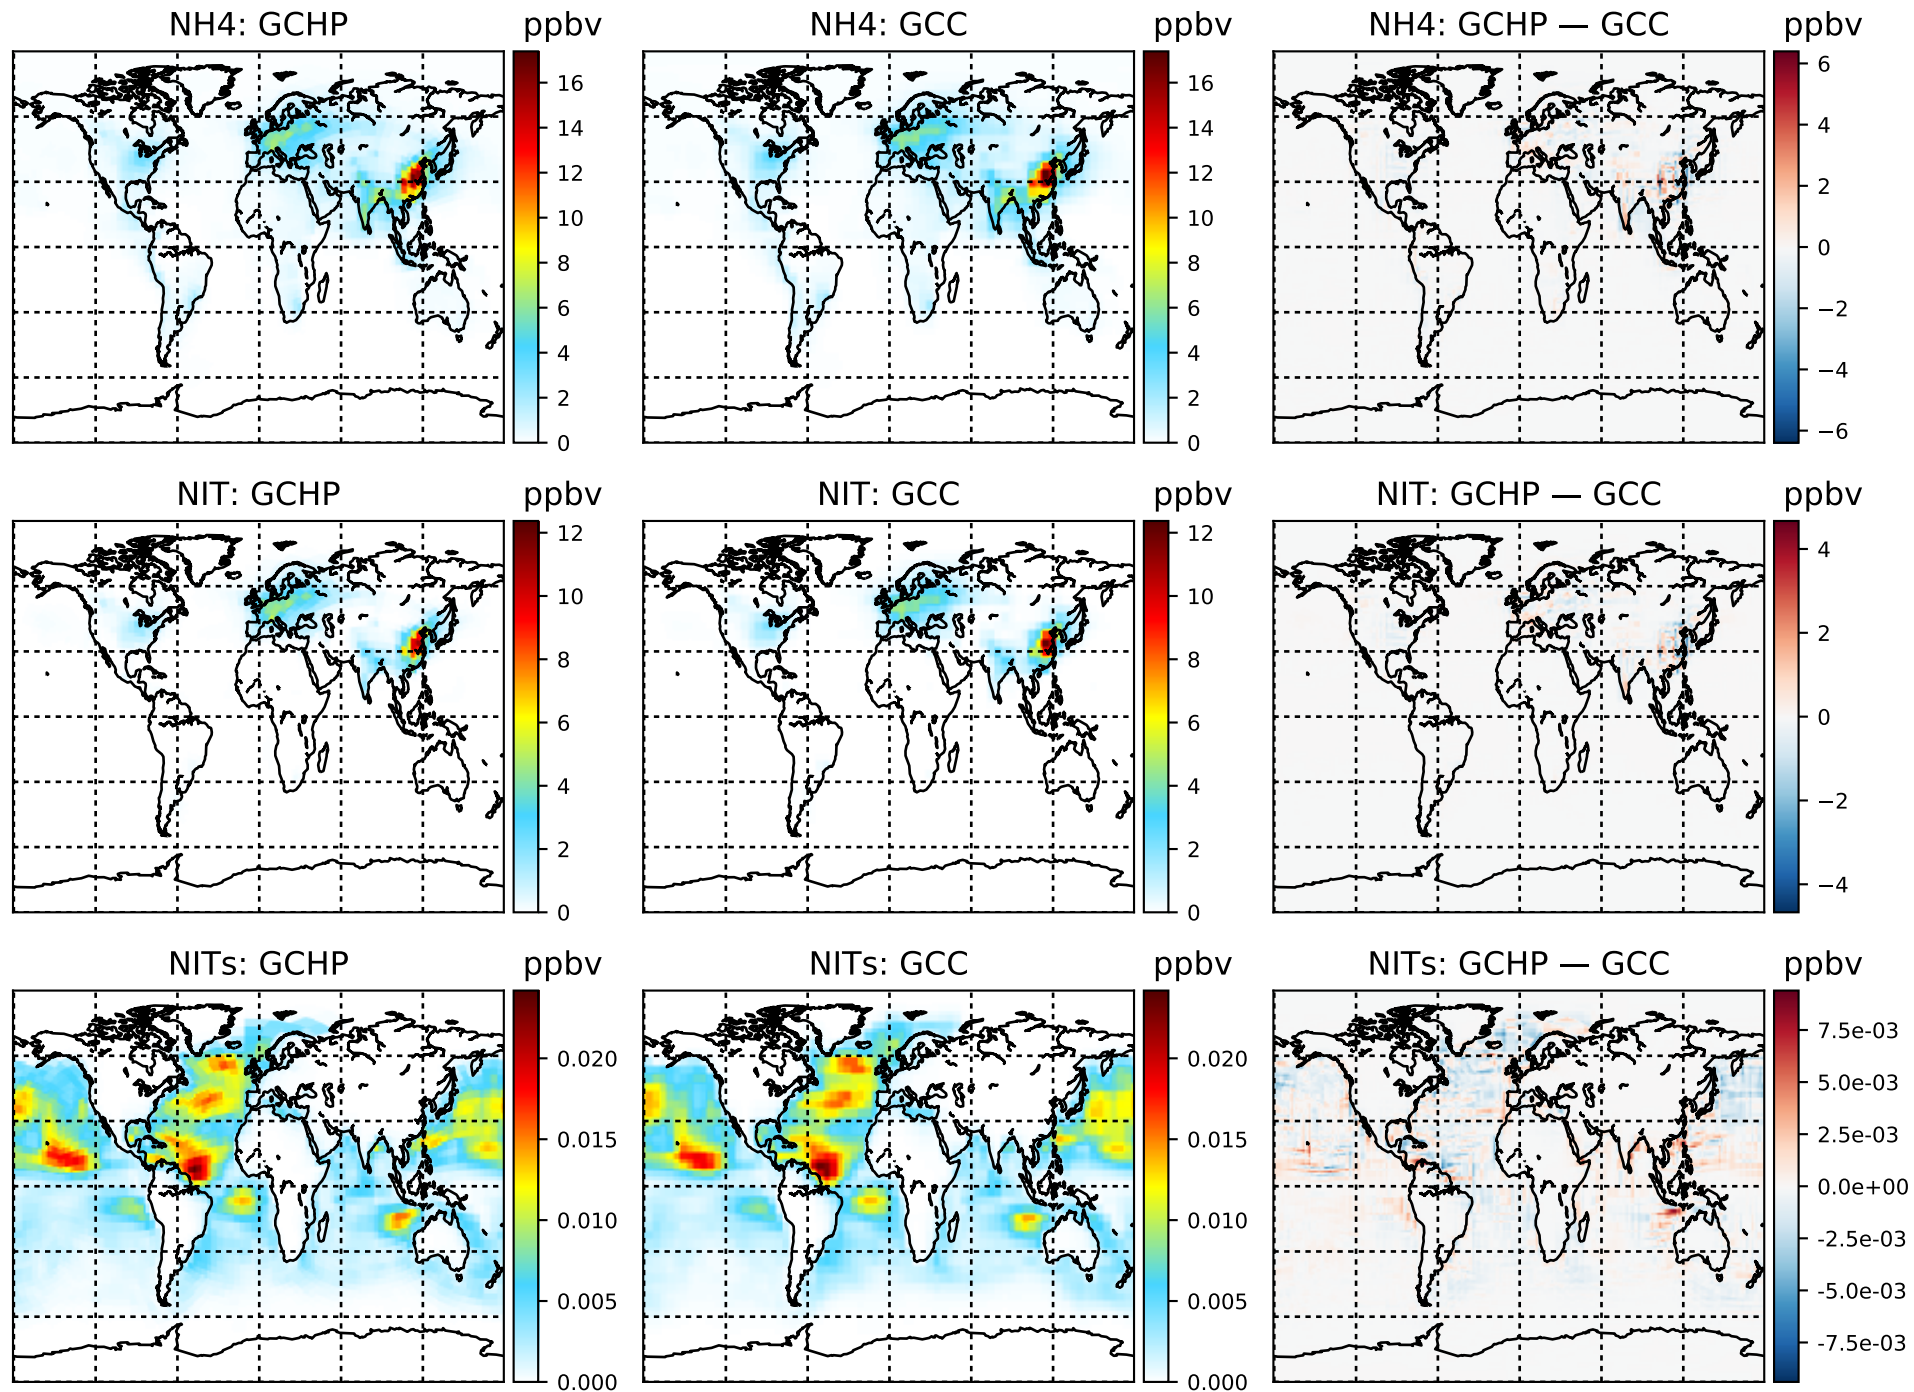 NH4: GCHP
ppbv
16
14
12
10
8
6
4
2
0
NH4: GCC
ppbv
16
14
12
10
8
6
4
2
0
NH4: GCHP — GCC
ppbv
6
4
2
0
−2
−4
−6
NIT: GCHP
ppbv
12
10
8
6
4
2
0
NIT: GCC
ppbv
12
10
8
6
4
2
0
NIT: GCHP — GCC
ppbv
4
2
0
−2
−4
NITs: GCHP
ppbv
0.020
0.015
0.010
0.005
0.000
NITs: GCC
ppbv
0.020
0.015
0.010
0.005
0.000
NITs: GCHP — GCC
ppbv
7.5e-03
5.0e-03
2.5e-03
0.0e+00
-2.5e-03
-5.0e-03
-7.5e-03